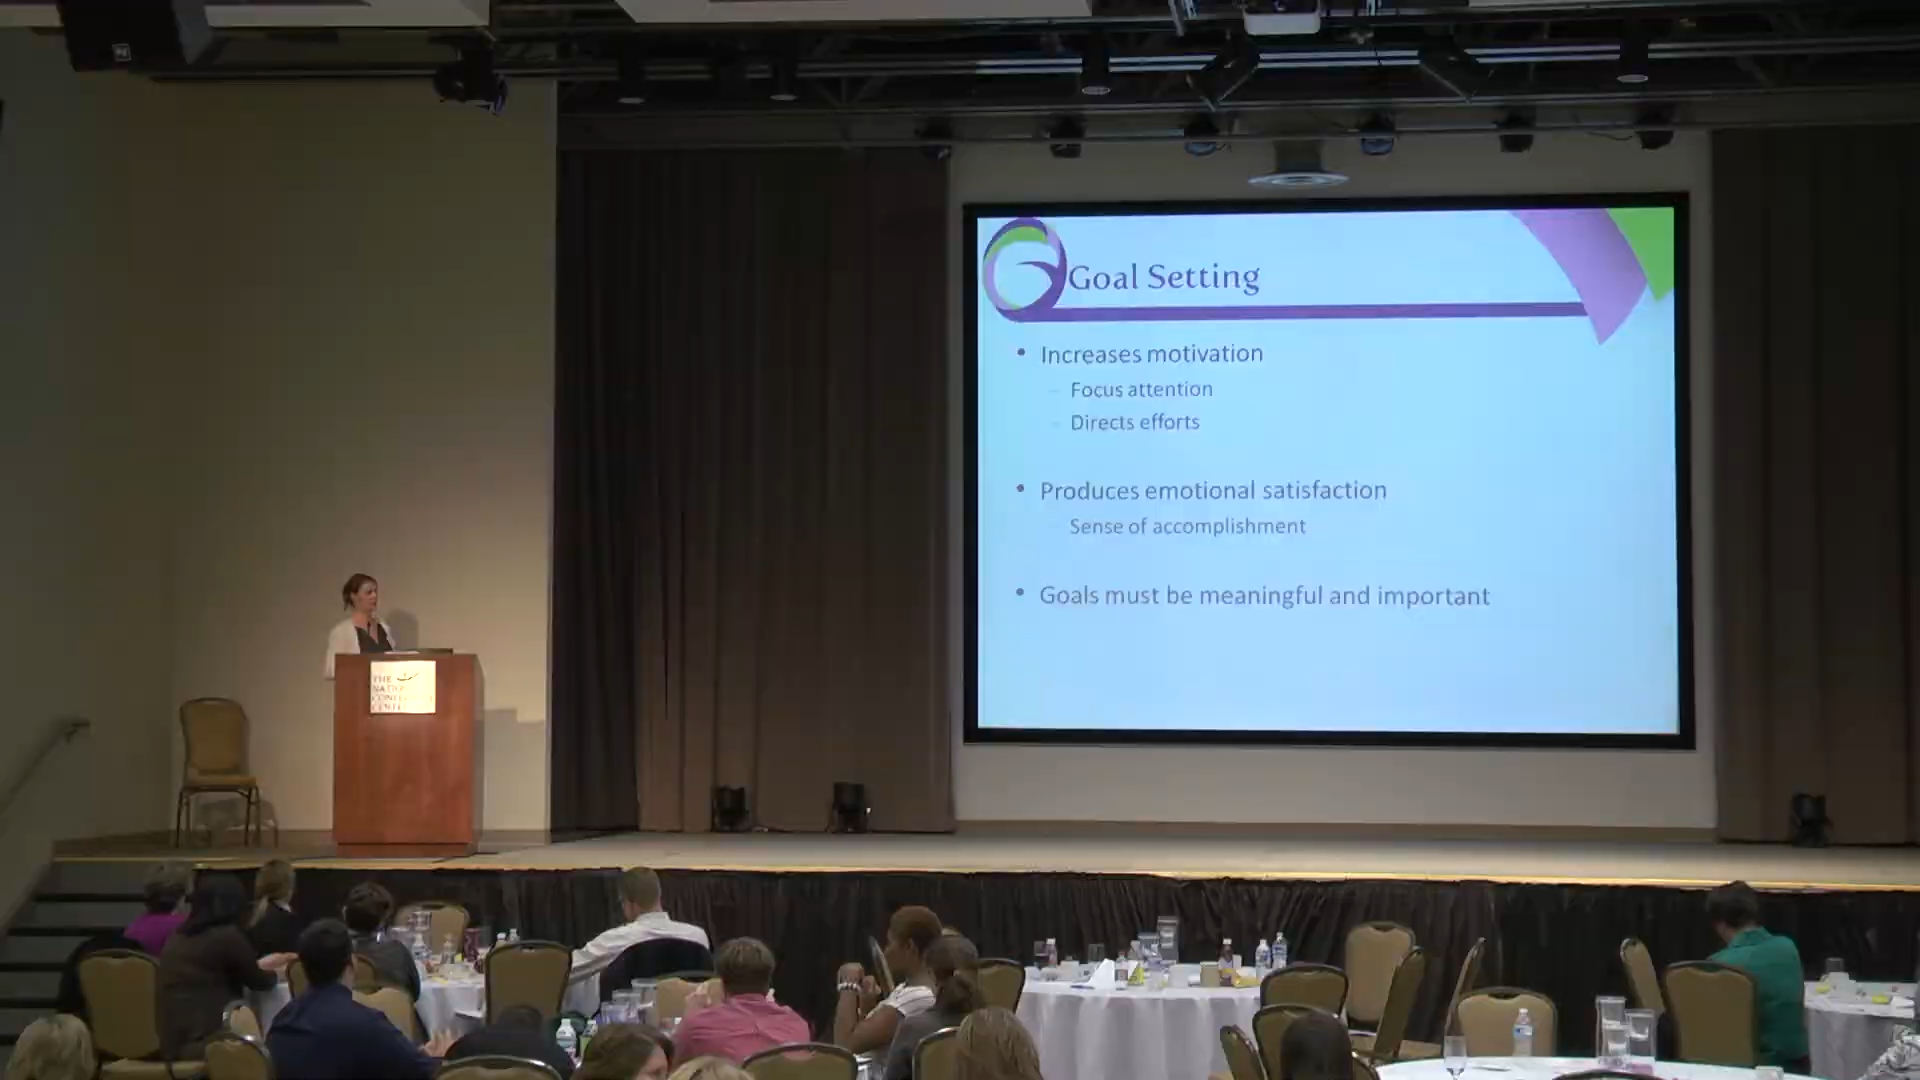 Goal Setting
• Increases motivation
– Focus attention
– Directs efforts
• Produces emotional satisfaction
– Sense of accomplishment
• Goals must be meaningful and important
THE